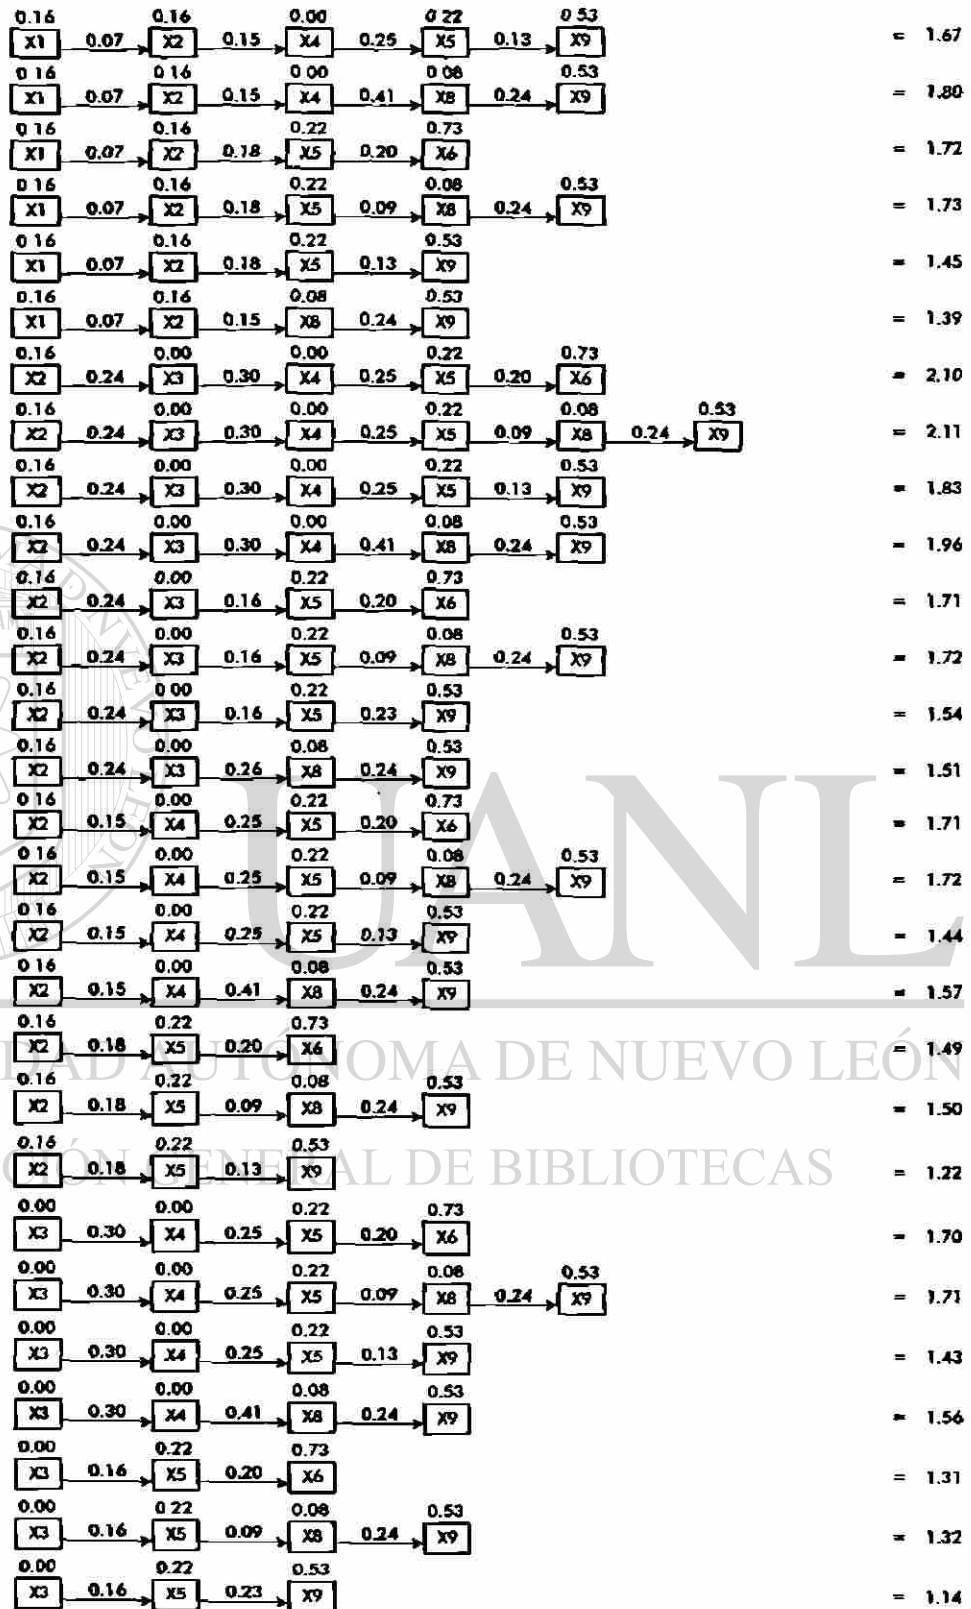 0.16 0.16 0.00 0 22 0 53
X1 0.07 X2 0.15 X4 0.25 X5 0.13 X9 = 1.67
0 16 0.16 0.00 0 08 0.53
X1 0.07 X2 0.15 X4 0.41 X8 0.24 X9 = 1.80
0 16 0.16 0.22 0.73
X1 0.07 X2 0.18 X5 0.20 X6 = 1.72
0 16 0.16 0.22 0.08 0.53
X1 0.07 X2 0.18 X5 0.09 X8 0.24 X9 = 1.73
0 16 0.16 0.22 0.53
X1 0.07 X2 0.18 X5 0.13 X9 = 1.45
0.16 0.16 0.08 0.53
X1 0.07 X2 0.15 X8 0.24 X9 = 1.39
0.16 0.00 0.00 0.22 0.73
X2 0.24 X3 0.30 X4 0.25 X5 0.20 X6 = 2.10
0.16 0.00 0.00 0.22 0.08 0.53
X2 0.24 X3 0.30 X4 0.25 X5 0.09 X8 0.24 X9 = 2.11
0.16 0.00 0.00 0.22 0.53
X2 0.24 X3 0.30 X4 0.25 X5 0.13 X9 = 1.83
0.16 0.00 0.00 0.08 0.53
X2 0.24 X3 0.30 X4 0.41 X8 0.24 X9 = 1.96
0.16 0.00 0.22 0.73
X2 0.24 X3 0.16 X5 0.20 X6 = 1.71
0.16 0.00 0.22 0.08 0.53
X2 0.24 X3 0.16 X5 0.09 X8 0.24 X9 = 1.72
0.16 0 00 0.22 0.53
X2 0.24 X3 0.16 X5 0.23 X9 = 1.54
0.16 0.00 0.08 0.53
X2 0.24 X3 0.26 X8 0.24 X9 = 1.51
0 16 0.00 0.22 0.73
X2 0.15 X4 0.25 X5 0.20 X6 = 1.71
0 16 0.00 0.22 0.08 0.53
X2 0.15 X4 0.25 X5 0.09 X8 0.24 X9 = 1.72
0 16 0.00 0.22 0.53
X2 0.15 X4 0.25 X5 0.13 X9 = 1.44
0 16 0.00 0.08 0.53
X2 0.15 X4 0.41 X8 0.24 X9 = 1.57
0.16 0.22 0.73
X2 0.18 X5 0.20 X6 = 1.49
0.16 0.22 0.08 0.53
X2 0.18 X5 0.09 X8 0.24 X9 = 1.50
0.16 0.22 0.53
X2 0.18 X5 0.13 X9 = 1.22
0.00 0.00 0.22 0.73
X3 0.30 X4 0.25 X5 0.20 X6 = 1.70
0.00 0.00 0.22 0.08 0.53
X3 0.30 X4 0.25 X5 0.09 X8 0.24 X9 = 1.71
0.00 0.00 0.22 0.53
X3 0.30 X4 0.25 X5 0.13 X9 = 1.43
0.00 0.00 0.08 0.53
X3 0.30 X4 0.41 X8 0.24 X9 = 1.56
0.00 0.22 0.73
X3 0.16 X5 0.20 X6 = 1.31
0.00 0 22 0.08 0.53
X3 0.16 X5 0.09 X8 0.24 X9 = 1.32
0.00 0.22 0.53
X3 0.16 X5 0.23 X9 = 1.14
UANL
DAD AUTÓNOMA DE NUEVO LEÓN
CIÓN GENERAL DE BIBLIOTECAS